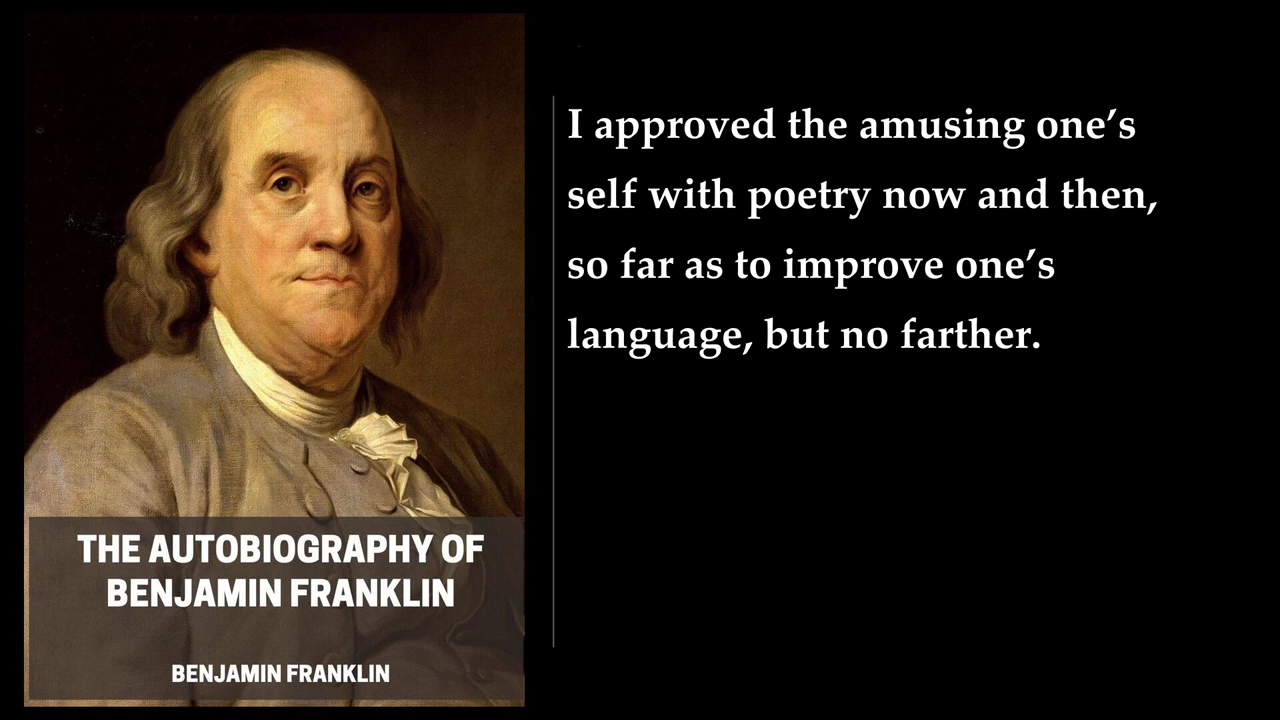 THE AUTOBIOGRAPHY OF
BENJAMIN FRANKLIN
BENJAMIN FRANKLIN
I approved the amusing one’s
self with poetry now and then,
so far as to improve one’s
language, but no farther.